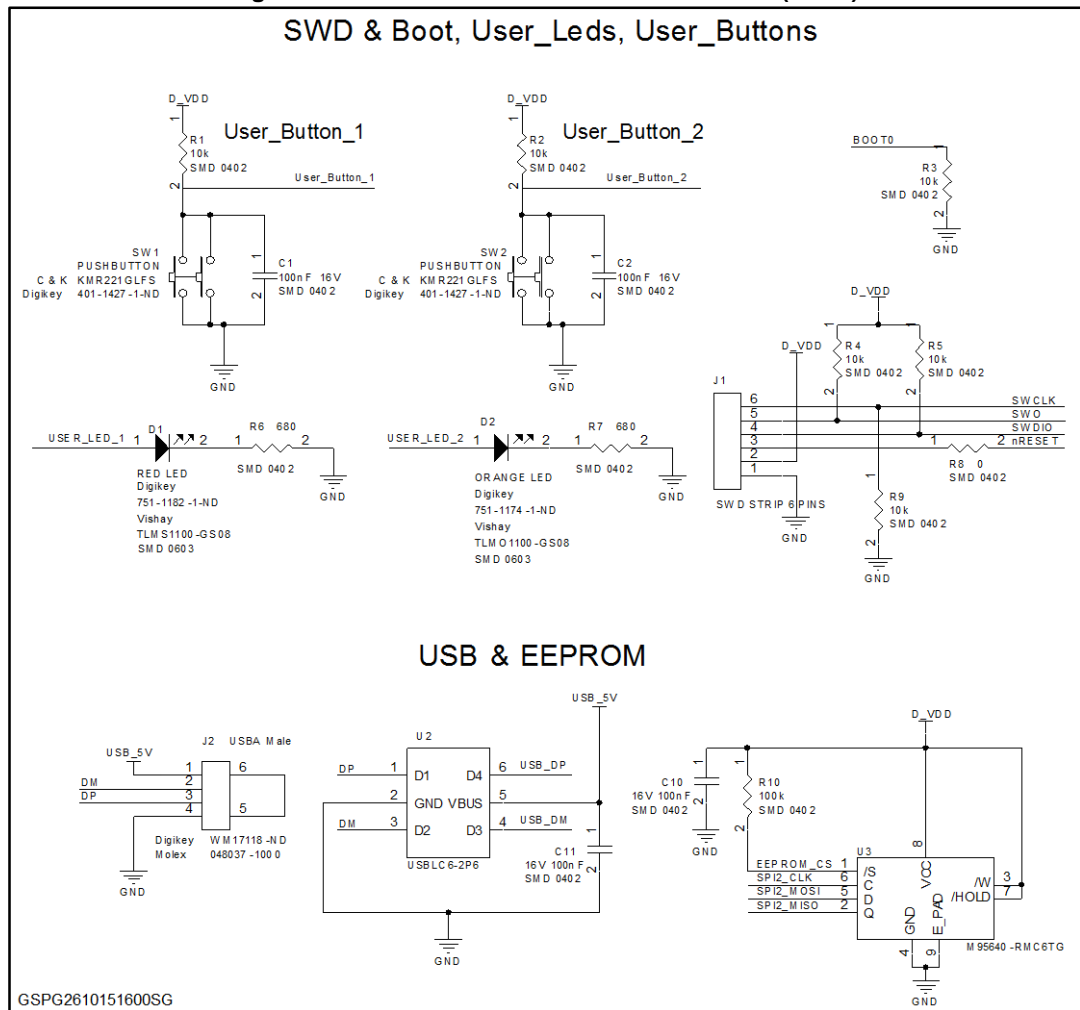 SWD & Boot, User_Leds, User_Buttons
D_VDD
1
R1
10k
SMD 0402
2
User_Button_1
User_Button_1
SW1
PUSHBUTTON
C & K KMR221GLFS
Digikey 401-1427-1-ND
1
C1
100nF 16V
2
SMD 0402
GND
D_VDD
1
R2
10k
SMD 0402
2
User_Button_2
User_Button_2
SW2
PUSHBUTTON
C & K KMR221GLFS
Digikey 401-1427-1-ND
1
C2
100nF 16V
2
SMD 0402
GND
BOOT0
1
R3
10k
SMD 0402
2
GND
USER_LED_1 1 D1 2
RED LED
Digikey
751-1182-1-ND
Vishay
TLMS1100-GS08
SMD 0603
1 R6 680 2
SMD 0402
GND
USER_LED_2 1 D2 2
ORANGE LED
Digikey
751-1174-1-ND
Vishay
TLMO1100-GS08
SMD 0603
1 R7 680 2
SMD 0402
GND
D_VDD
1
R4
10k
SMD 0402
2
1
R5
10k
SMD 0402
2
D_VDD
J1
6 SWCLK
5 SWO
4 SWDIO
3 1 2 nRESET
2
1
R8 0
SMD 0402
SWD STRIP 6 PINS
GND
1
R9
10k
SMD 0402
2
GND
USB & EEPROM
J2 USBA Male
USB_5V
1 6
DM 2
DP 3
4 5
Digikey WM17118-ND
Molex 048037-1000
GND
USB_5V
U2
DP 1 D1 D4 6 USB_DP
2 GND VBUS 5
DM 3 D2 D3 4 USB_DM
USBLC6-2P6
1
C11
16V 100nF
SMD 0402
2
GND
D_VDD
1
C10
16V 100nF
SMD 0402
2
GND
1
R10
100k
SMD 0402
2
U3
8
VCC
EEPROM_CS 1 /S
SPI2_CLK 6 C
SPI2_MOSI 5 D
SPI2_MISO 2 Q
/W 3
/HOLD 7
GND
E_PAD
4
9
M95640-RMC6TG
GND
GSPG2610151600SG